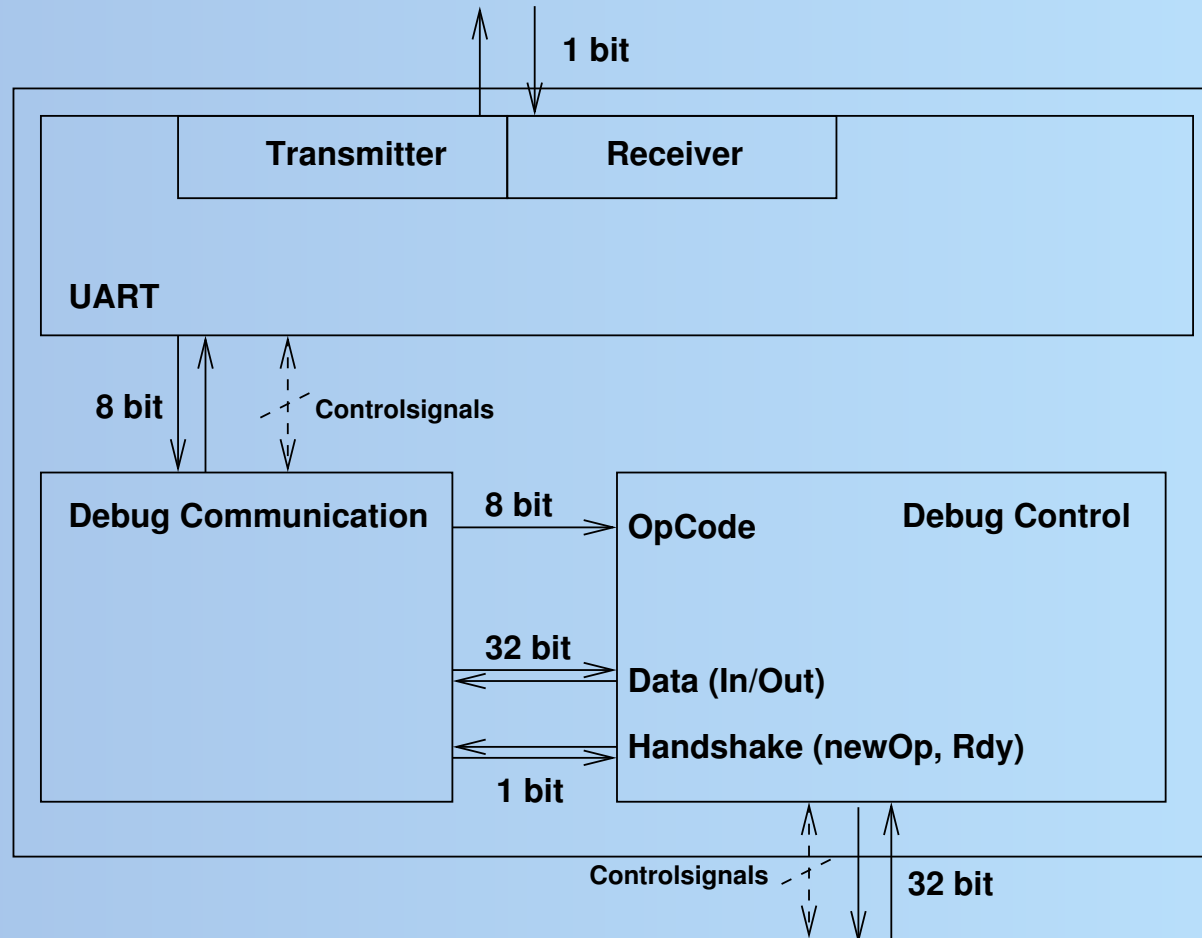 1 bit
Transmitter
Receiver
UART
8 bit
Controlsignals
Debug Communication
8 bit
OpCode
Debug Control
32 bit
Data (In/Out)
Handshake (newOp, Rdy)
1 bit
Controlsignals
32 bit